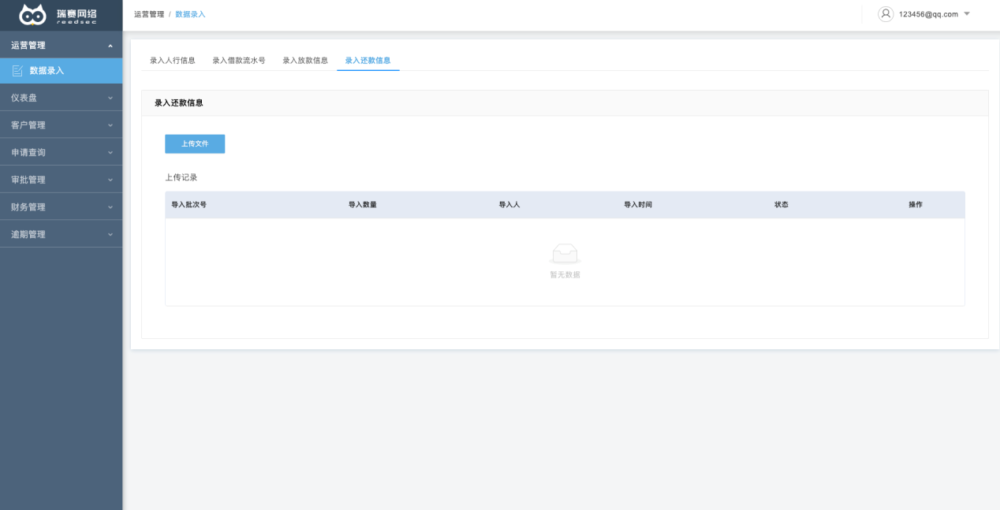 瑞赛网络
reedsec
运营管理 / 数据录入
123456@qq.com
运营管理
数据录入
仪表盘
客户管理
申请查询
审批管理
财务管理
逾期管理
录入人行信息 录入借款流水号 录入放款信息 录入还款信息
录入还款信息
上传文件
上传记录
导入批次号 导入数量 导入人 导入时间 状态 操作
暂无数据